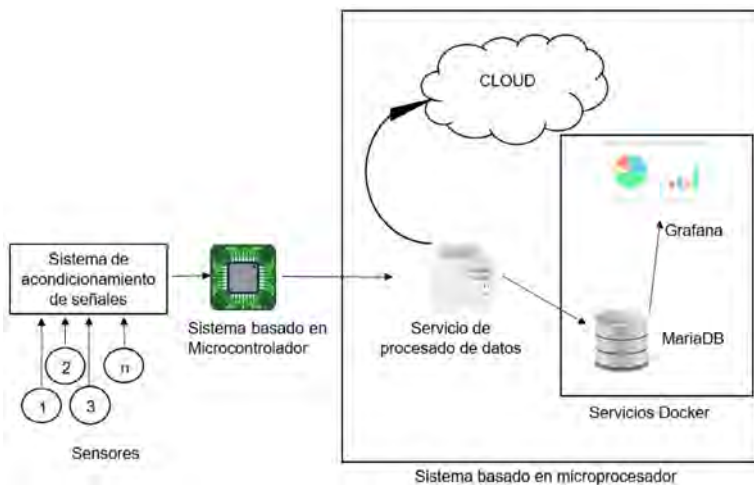 CLOUD
Grafana
Sistema de
acondicionamiento
de señales
Sistema basado en
Microcontrolador
Servicio de
procesado de datos
MariaDB
1
2
3
n
Servicios Docker
Sensores
Sistema basado en microprocesador